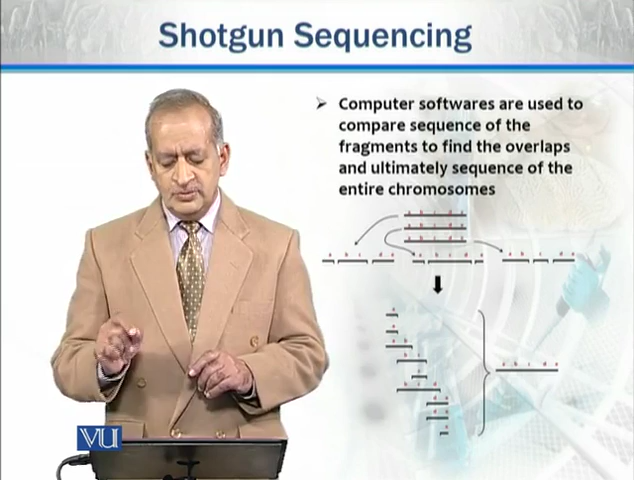 Shotgun Sequencing
➢ Computer softwares are used to
compare sequence of the
fragments to find the overlaps
and ultimately sequence of the
entire chromosomes
VU